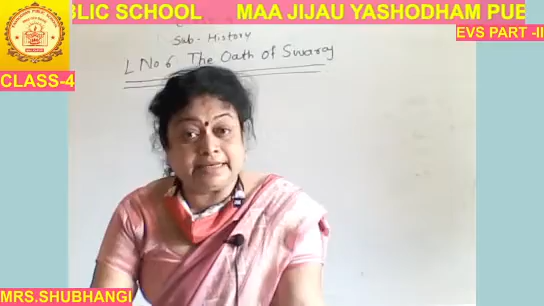 BLIC SCHOOL MAA JIJAU YASHODHAM PUB
EVS PART -II
Sub - History
L No 6 The Oath of Swaraj
CLASS-4
MRS.SHUBHANGI